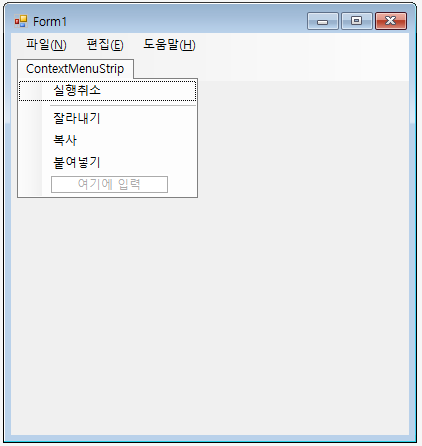 Form1
파일(N) 편집(E) 도움말(H)
ContextMenuStrip
실행취소
잘라내기
복사
붙여넣기
여기에 입력